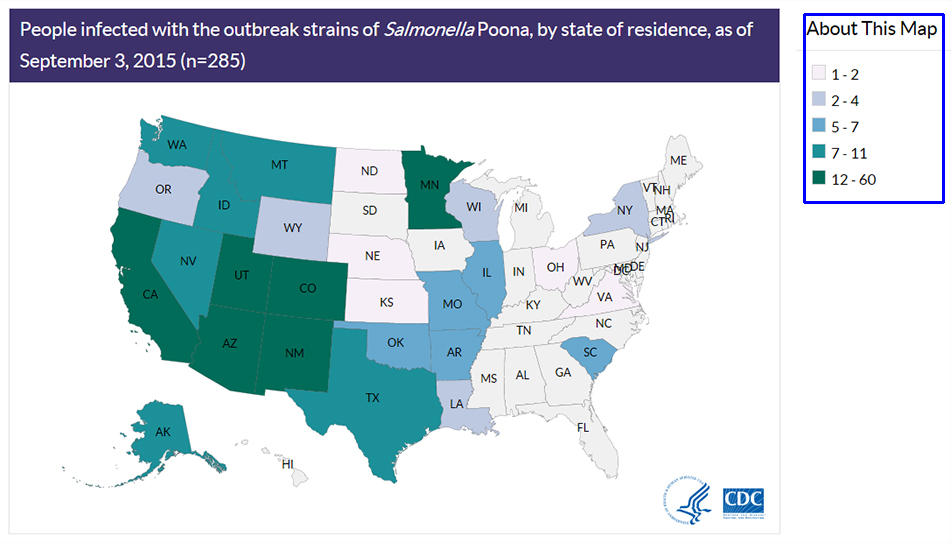 People infected with the outbreak strains of Salmonella Poona, by state of residence, as of
September 3, 2015 (n=285)
About This Map
1 - 2
2 - 4
5 - 7
7 - 11
12 - 60
WA
MT
ND
MN
ME
OR
ID
WY
SD
WI
MI
VT
NH
NY
MA
CT
RI
NV
UT
CO
NE
IA
IL
IN
OH
PA
NJ
MD
DE
DC
CA
KS
MO
KY
WV
VA
AZ
NM
OK
AR
TN
NC
SC
TX
LA
MS
AL
GA
FL
AK
HI
CDC